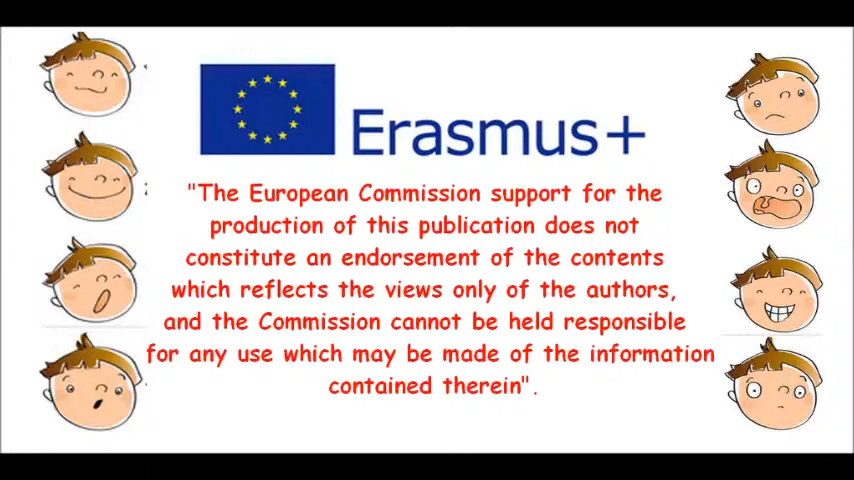 Erasmus+
"The European Commission support for the
production of this publication does not
constitute an endorsement of the contents
which reflects the views only of the authors,
and the Commission cannot be held responsible
for any use which may be made of the information
contained therein".